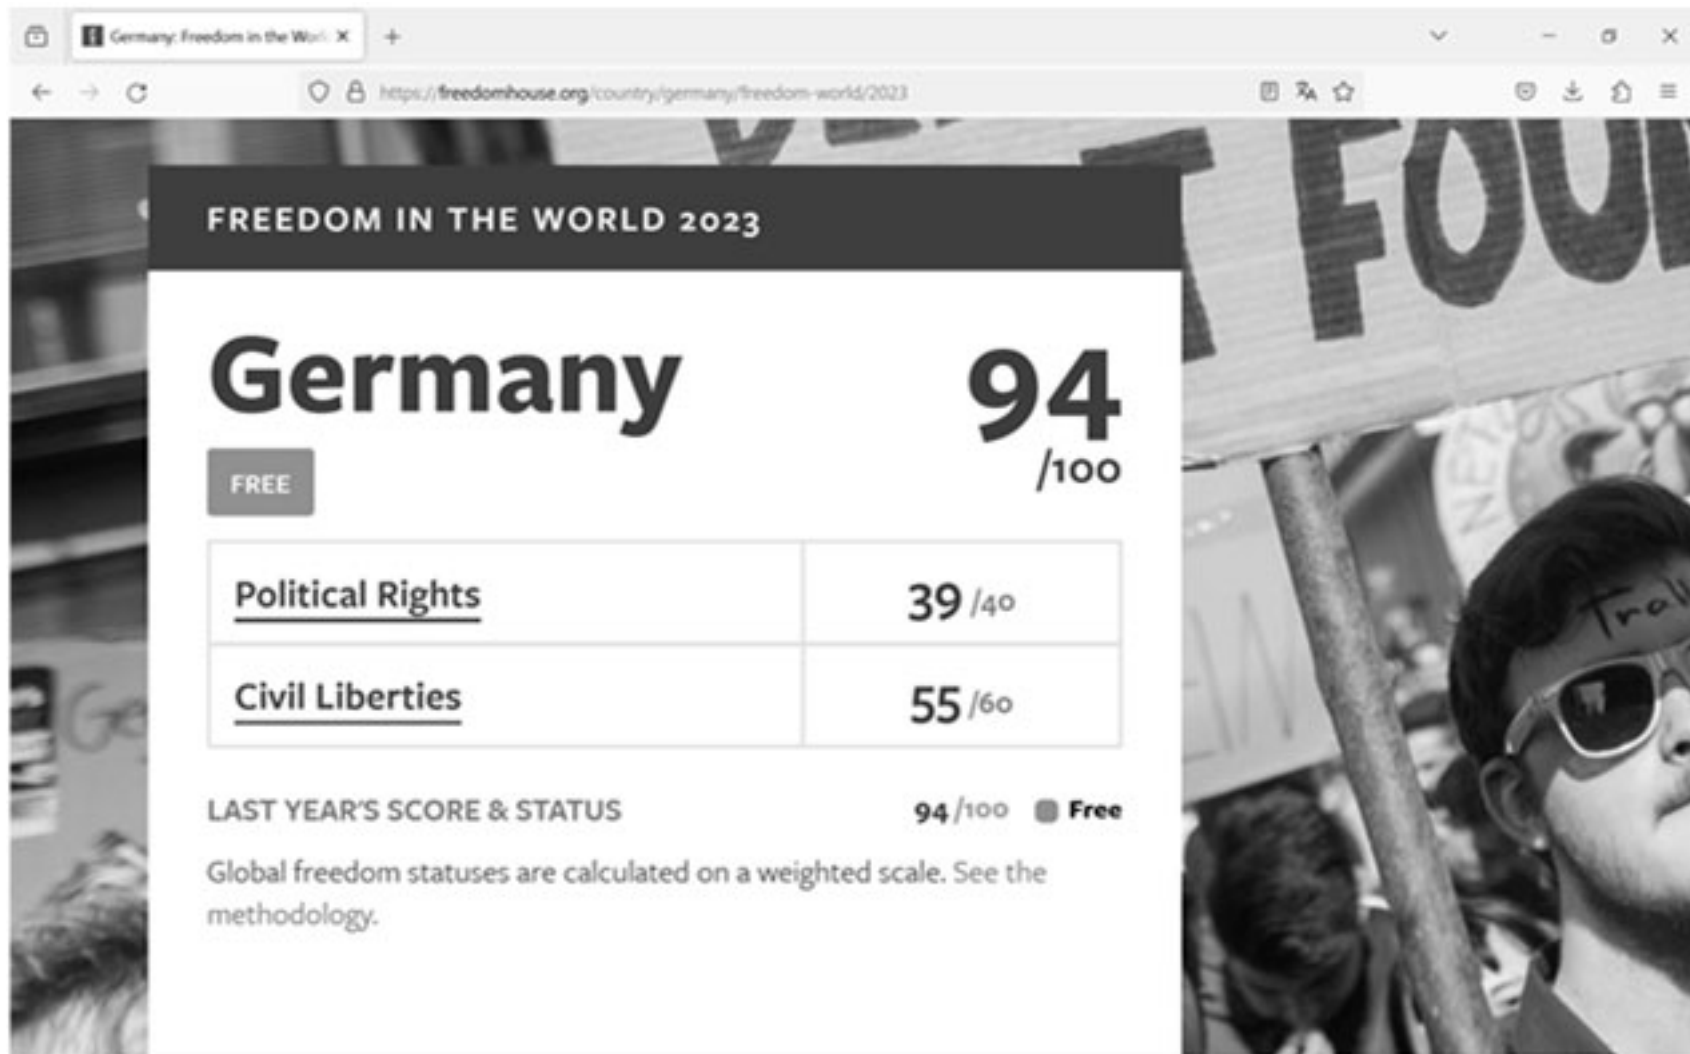 Germany: Freedom in the Wor
https://freedomhouse.org/country/germany/freedom-world/2023
FREEDOM IN THE WORLD 2023
Germany
94
/100
FREE
Political Rights
39 /40
Civil Liberties
55 /60
LAST YEAR'S SCORE & STATUS 94 /100 Free
Global freedom statuses are calculated on a weighted scale. See the
methodology.